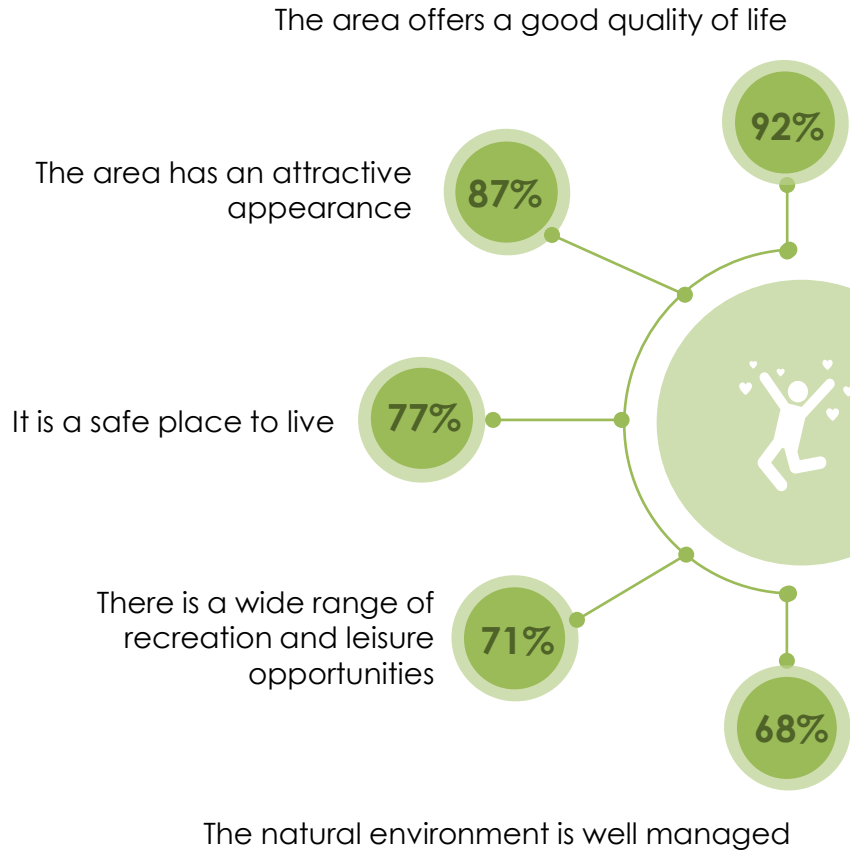 The area offers a good quality of life
92%
The area has an attractive
appearance
87%
It is a safe place to live
77%
There is a wide range of
recreation and leisure
opportunities
71%
68%
The natural environment is well managed